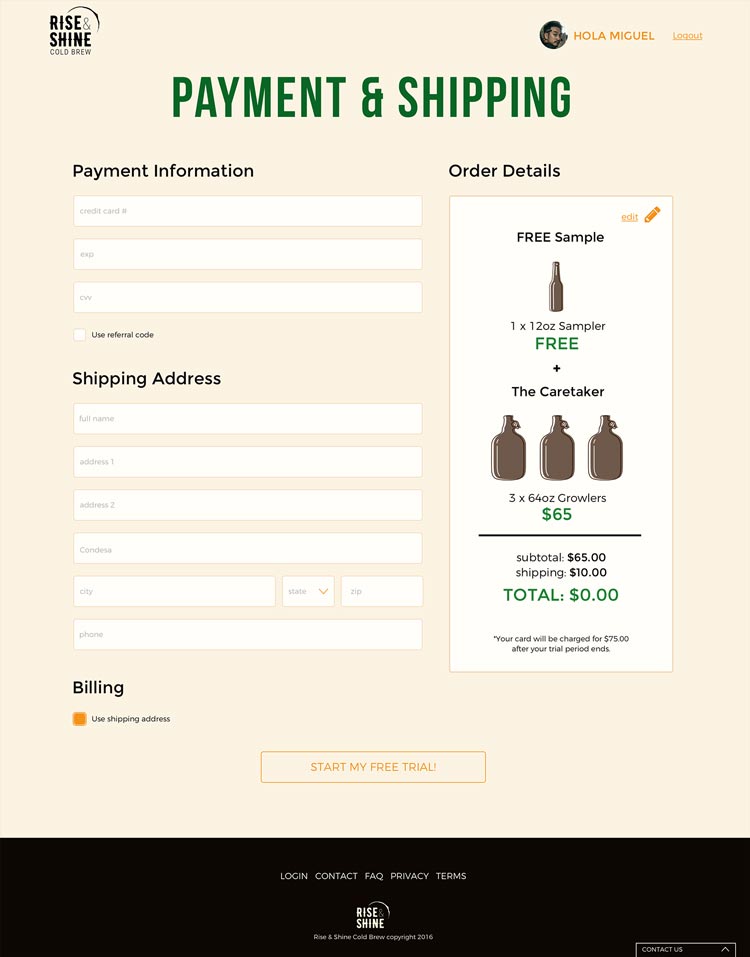 RISE &
SHINE
COLD BREW
HOLA MIGUEL
Logout
PAYMENT & SHIPPING
Payment Information
credit card #
exp
cvv
Use referral code
Shipping Address
full name
address 1
address 2
Condesa
city
state
zip
phone
Billing
Use shipping address
Order Details
edit
FREE Sample
1 x 12oz Sampler
FREE
+
The Caretaker
3 x 64oz Growlers
$65
subtotal: $65.00
shipping: $10.00
TOTAL: $0.00
*Your card will be charged for $75.00
after your trial period ends.
START MY FREE TRIAL!
LOGIN CONTACT FAQ PRIVACY TERMS
RISE &
SHINE
Rise & Shine Cold Brew copyright 2016
CONTACT US